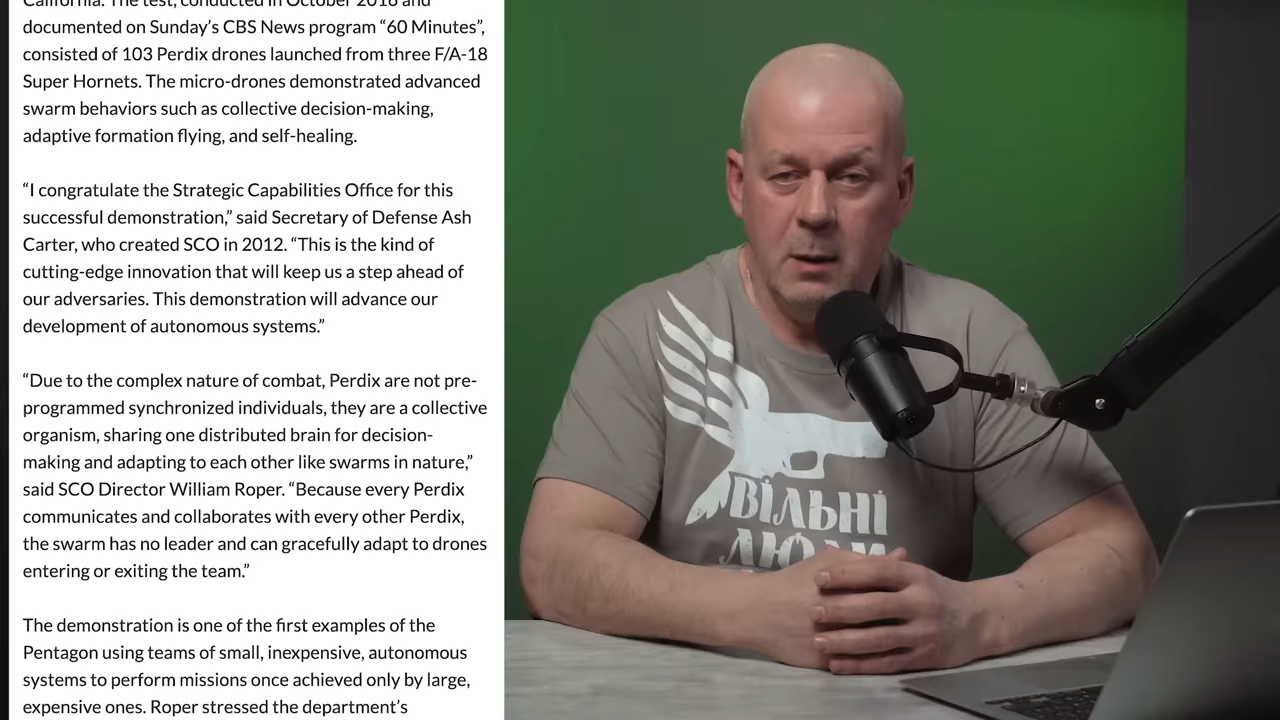 California. The test, conducted in October 2016 and
documented on Sunday’s CBS News program “60 Minutes”,
consisted of 103 Perdix drones launched from three F/A-18
Super Hornets. The micro-drones demonstrated advanced
swarm behaviors such as collective decision-making,
adaptive formation flying, and self-healing.
“I congratulate the Strategic Capabilities Office for this
successful demonstration,” said Secretary of Defense Ash
Carter, who created SCO in 2012. “This is the kind of
cutting-edge innovation that will keep us a step ahead of
our adversaries. This demonstration will advance our
development of autonomous systems.”
“Due to the complex nature of combat, Perdix are not pre-
programmed synchronized individuals, they are a collective
organism, sharing one distributed brain for decision-
making and adapting to each other like swarms in nature,”
said SCO Director William Roper. “Because every Perdix
communicates and collaborates with every other Perdix,
the swarm has no leader and can gracefully adapt to drones
entering or exiting the team.”
The demonstration is one of the first examples of the
Pentagon using teams of small, inexpensive, autonomous
systems to perform missions once achieved only by large,
expensive ones. Roper stressed the department’s
ВІЛЬНІ
ЛЮДИ